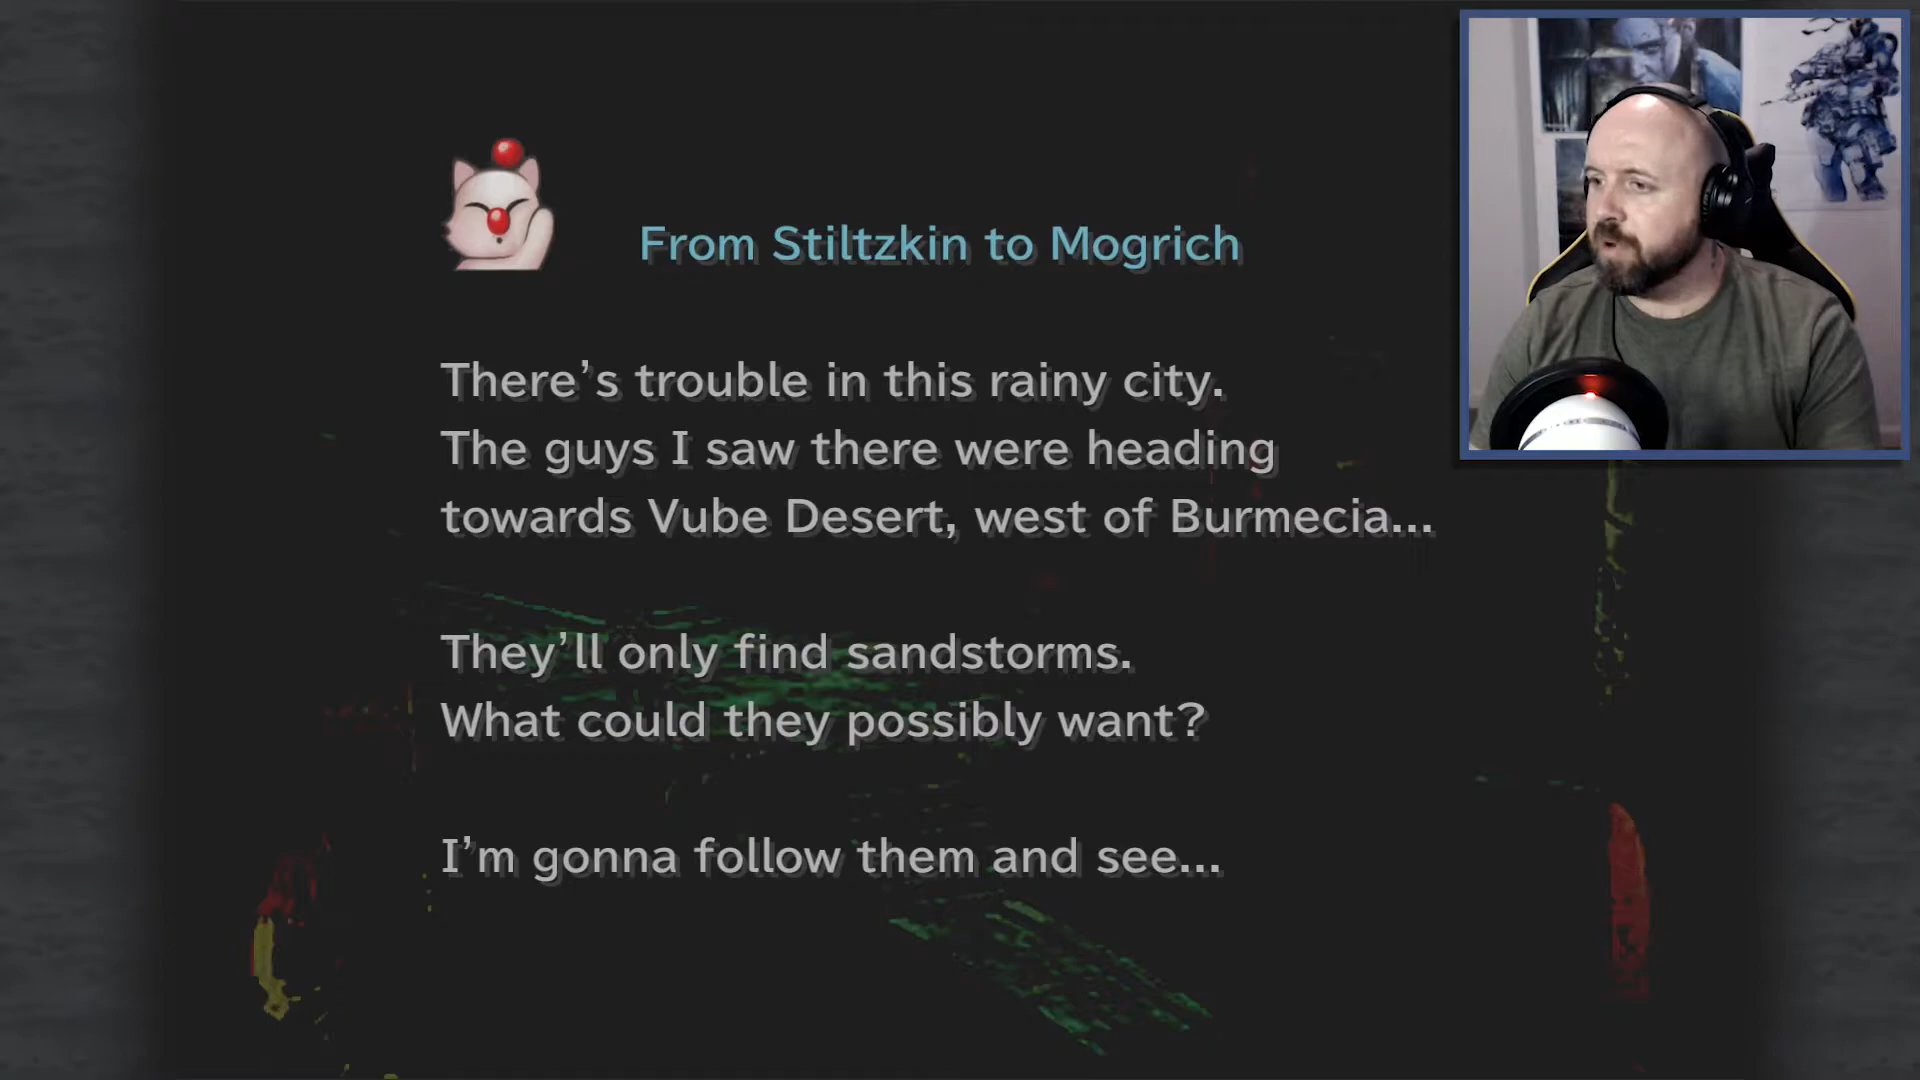 From Stiltzkin to Mogrich
There's trouble in this rainy city.
The guys I saw there were heading
towards Vube Desert, west of Burmecia...
They'll only find sandstorms.
What could they possibly want?
I'm gonna follow them and see...